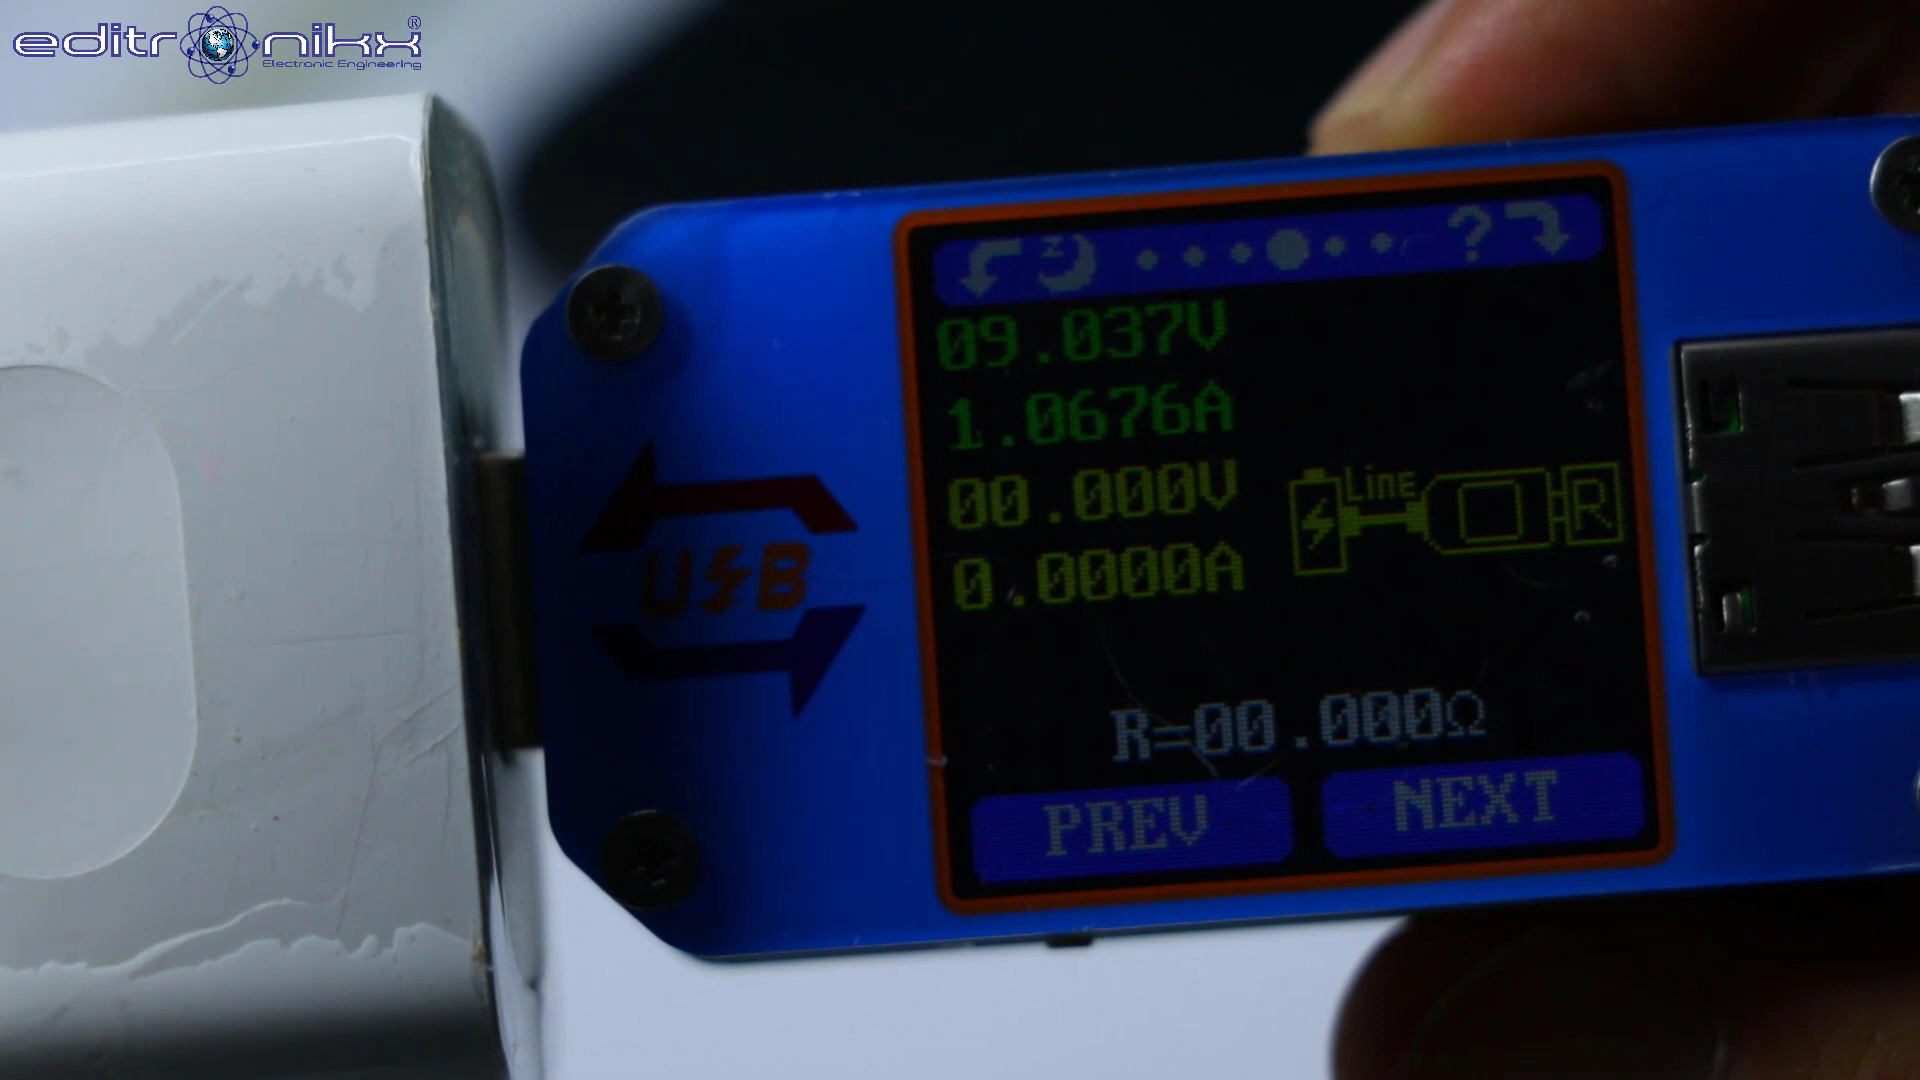 editronikx®
Electronic Engineering
z ?
09.037V
1.0676A
00.000V
0.0000A
Line
R
USB
R=00.000Ω
PREV
NEXT